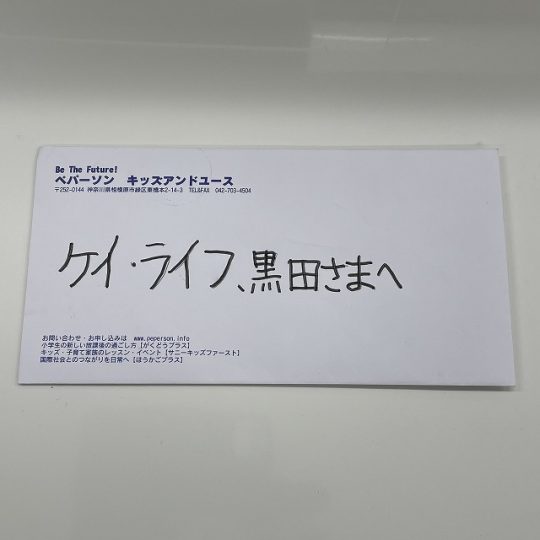 Be The Future!
ペパーソン　キッズアンドユース
〒252-0144 神奈川県相模原市緑区東橋本2-14-3　TEL&FAX　042-703-4504
ケイ・ライフ、黒田さまへ
お問い合わせ・お申し込みは　www.peperson.info
小学生の新しい放課後の過ごし方【がくどうプラス】
キッズ・子育て家族のレッスン・イベント【サニーキッズファースト】
国際社会とのつながりを日常へ【ほうかごプラス】